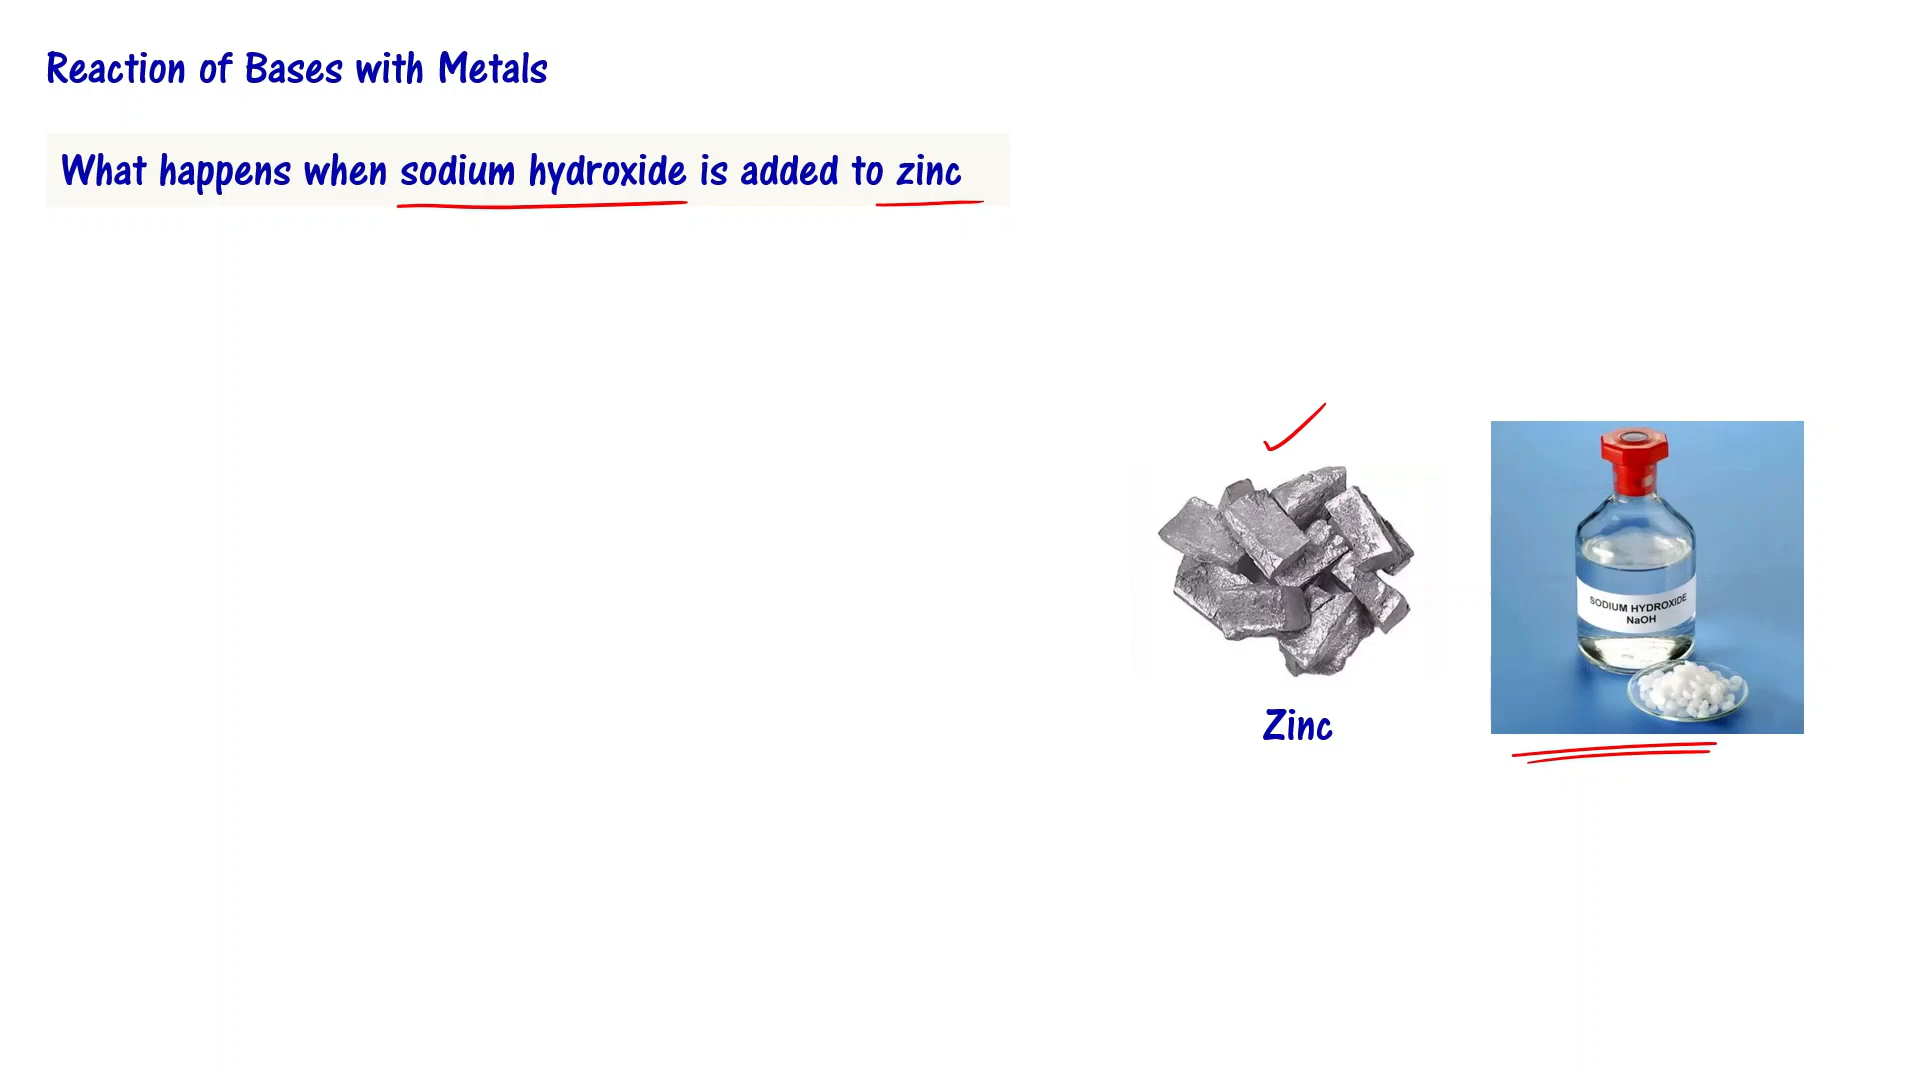 Reaction of Bases with Metals
What happens when sodium hydroxide is added to zinc
SODIUM HYDROXIDE
NaOH
Zinc